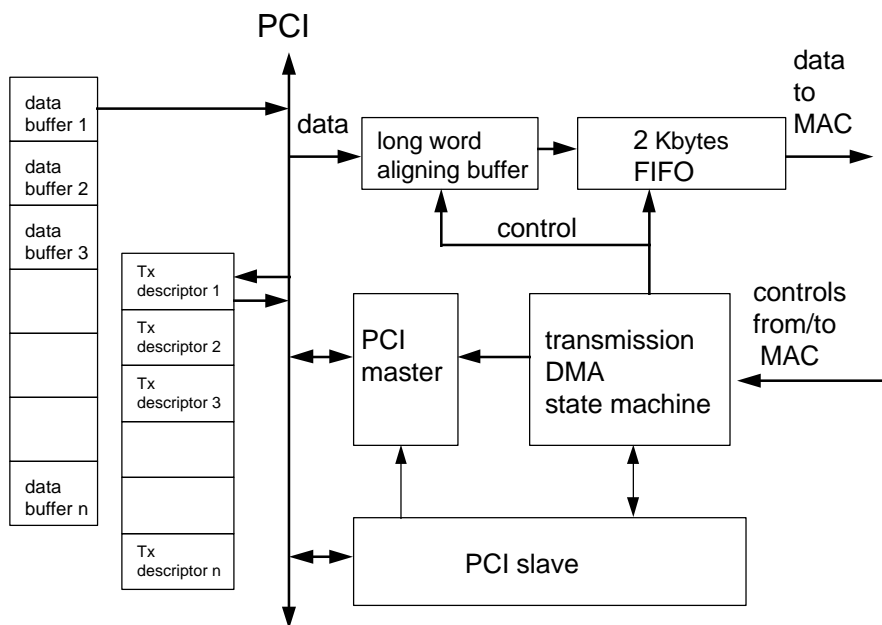 PCI
data
buffer 1
data
buffer 2
data
buffer 3
data
buffer n
Tx
descriptor 1
Tx
descriptor 2
Tx
descriptor 3
Tx
descriptor n
data
long word
aligning buffer
2 Kbytes
FIFO
data
to
MAC
control
PCI
master
transmission
DMA
state machine
controls
from/to
MAC
PCI slave